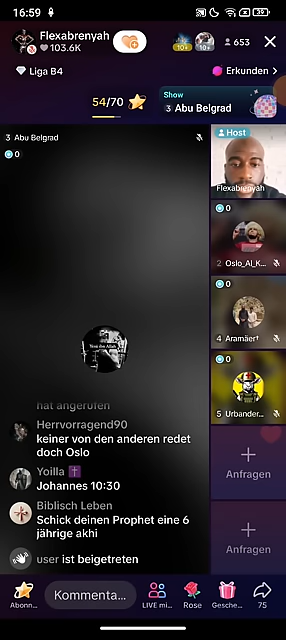 16:59
39
Flexabrenyah
103.6K
10+
10+
653
Liga B4
Erkunden
54/70
Show
3 Abu Belgrad
3 Abu Belgrad
0
Host
Flexabrenyah
0
2 Oslo_Al_K...
0
4 Aramäer†
0
5 Urbander...
+
Anfragen
+
Anfragen
hat angerufen
Herrvorragend90
keiner von den anderen redet
doch Oslo
Yoilla ✝️
Johannes 10:30
Biblisch Leben
Schick deinen Prophet eine 6
jährige akhi
user ist beigetreten
Abonn...
Kommenta...
LIVE mi...
Rose
Gesche...
75